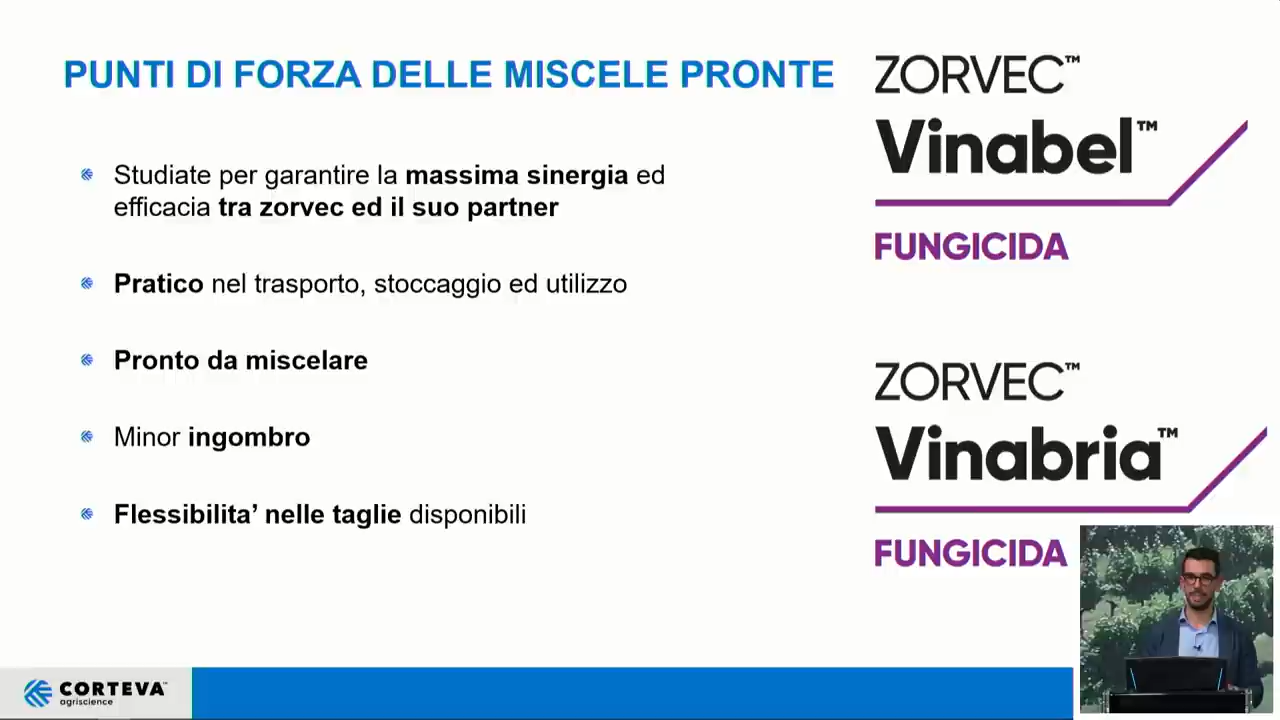 PUNTI DI FORZA DELLE MISCELE PRONTE
Studiate per garantire la massima sinergia ed
efficacia tra zorvec ed il suo partner
Pratico nel trasporto, stoccaggio ed utilizzo
Pronto da miscelare
Minor ingombro
Flessibilita’ nelle taglie disponibili
ZORVEC™
Vinabel™
FUNGICIDA
ZORVEC™
Vinabria™
FUNGICIDA
CORTEVA™
agriscience